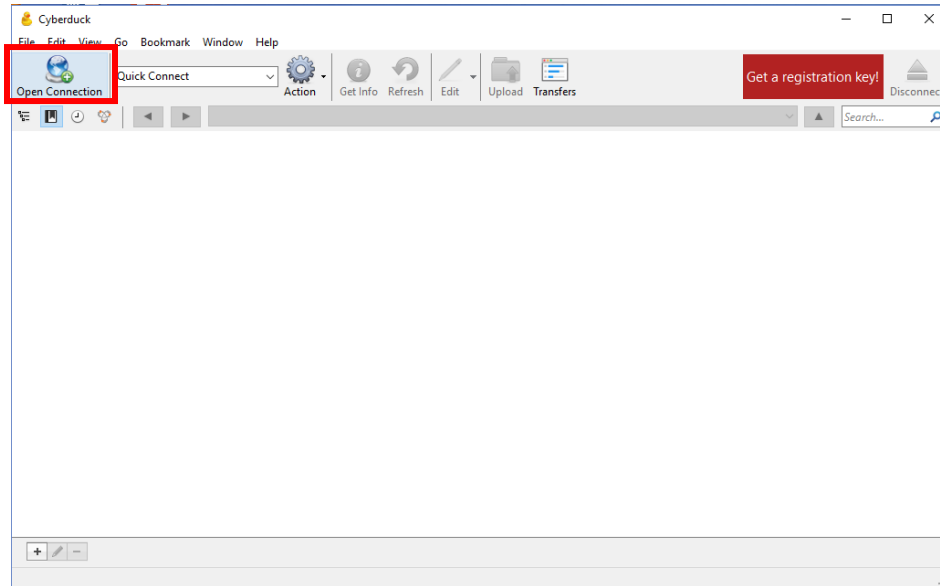 Cyberduck
File Edit View Go Bookmark Window Help
Open Connection
Quick Connect
Action
Get Info
Refresh
Edit
Upload
Transfers
Get a registration key!
Disconnec
Search...